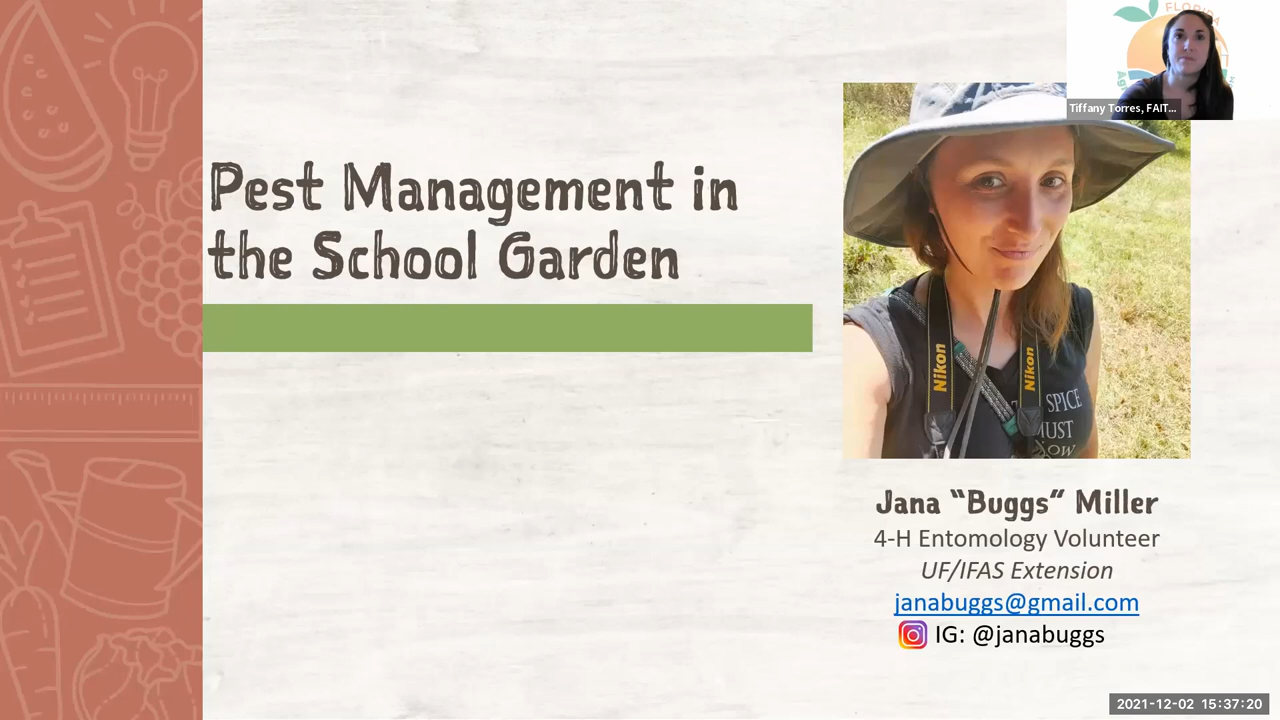 Pest Management in
the School Garden
FLORIDA
Tiffany Torres, FAIT...
Nikon
Nikon
SPICE
MUST
Jana “Buggs” Miller
4-H Entomology Volunteer
UF/IFAS Extension
janabuggs@gmail.com
IG: @janabuggs
2021-12-02 15:37:20